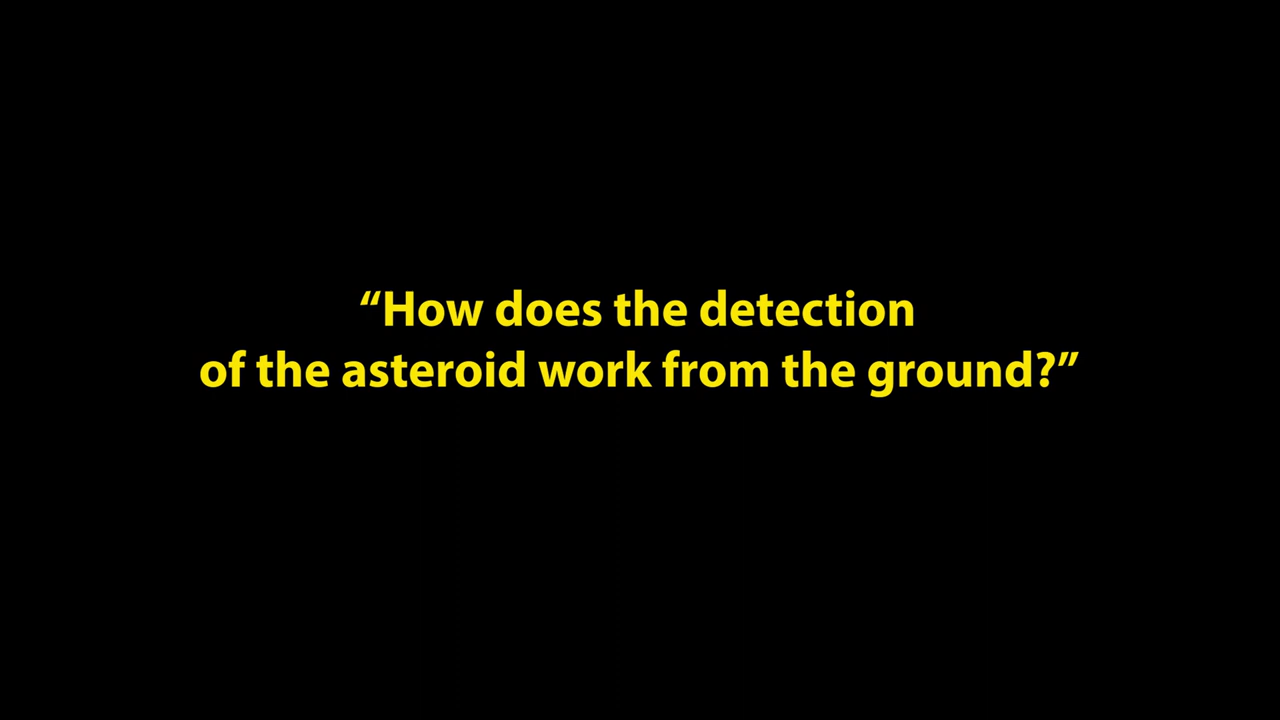 “How does the detection
of the asteroid work from the ground?”